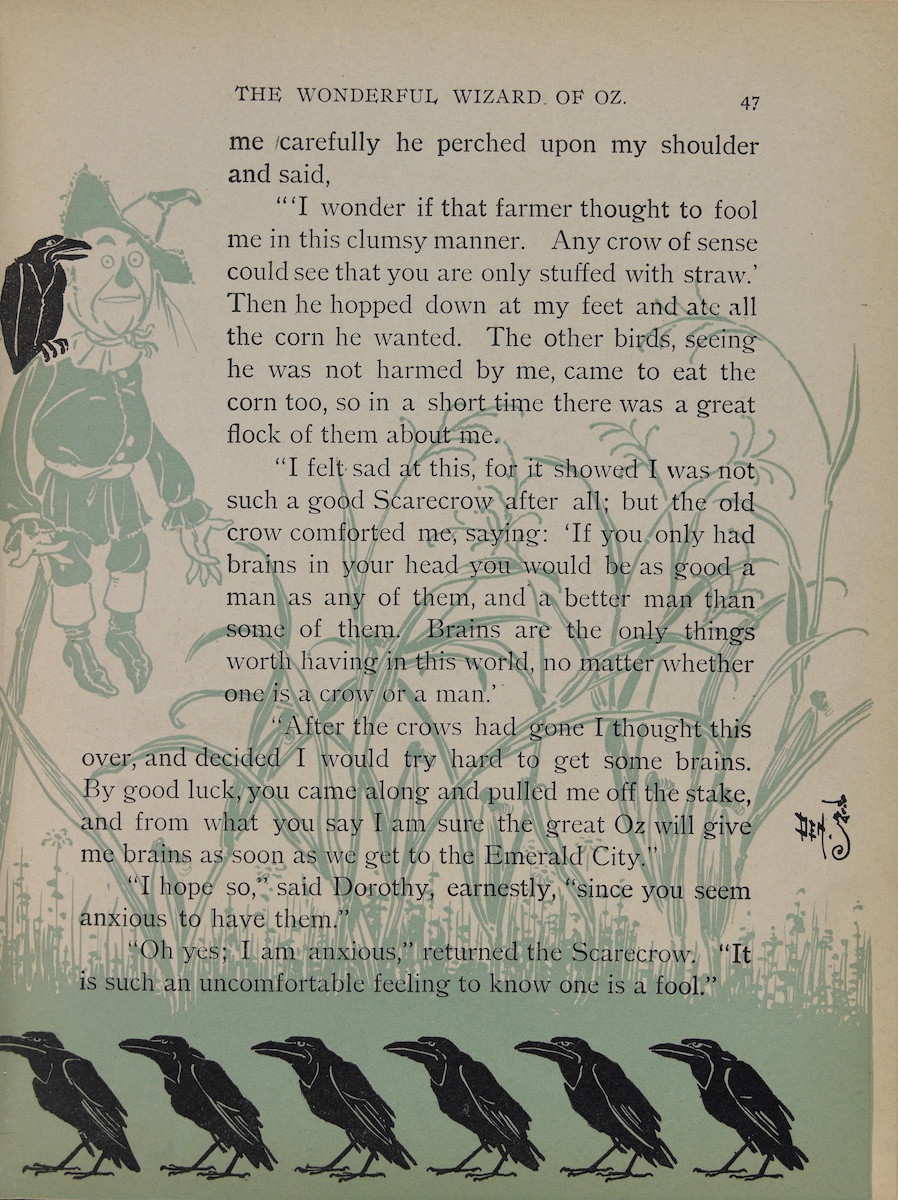 THE WONDERFUL WIZARD OF OZ. 47
me carefully he perched upon my shoulder
and said,
"'I wonder if that farmer thought to fool
me in this clumsy manner. Any crow of sense
could see that you are only stuffed with straw.'
Then he hopped down at my feet and ate all
the corn he wanted. The other birds, seeing
he was not harmed by me, came to eat the
corn too, so in a short time there was a great
flock of them about me.
"I felt sad at this, for it showed I was not
such a good Scarecrow after all; but the old
crow comforted me, saying: 'If you only had
brains in your head you would be as good a
man as any of them, and a better man than
some of them. Brains are the only things
worth having in this world, no matter whether
one is a crow or a man.'
"After the crows had gone I thought this
over, and decided I would try hard to get some brains.
By good luck, you came along and pulled me off the stake,
and from what you say I am sure the great Oz will give
me brains as soon as we get to the Emerald City."
"I hope so," said Dorothy, earnestly, "since you seem
anxious to have them."
"Oh yes; I am anxious," returned the Scarecrow. "It
is such an uncomfortable feeling to know one is a fool."